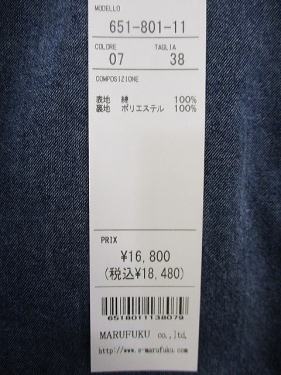 MODELLO
651-801-11
COLORE TAGLIA
07 38
COMPOSIZIONE
表地 綿 100%
裏地 ポリエステル 100%
PRIX
¥16,800
(税込¥18,480)
6518011138079
MARUFUKU co.,ltd.
http://www.e-marufuku.com/